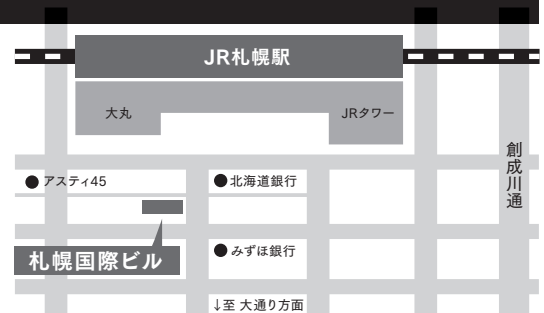 JR札幌駅
大丸
JRタワー
創成川通
●アスティ45
●北海道銀行
札幌国際ビル
●みずほ銀行
↓至 大通り方面